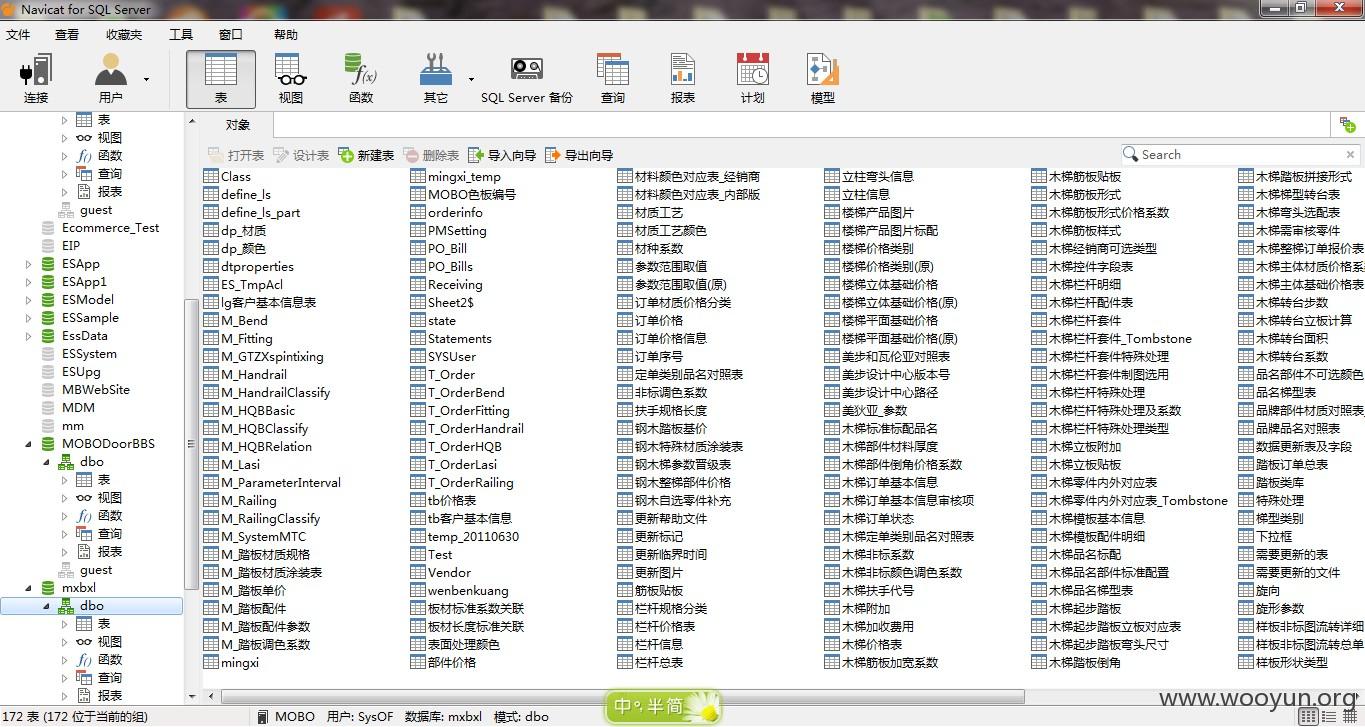 Navicat for SQL Server
文件 查看 收藏夹 工具 窗口 帮助
连接 用户 表 视图 函数 其它 SQL Server 备份 查询 报表 计划 模型
对象
打开表 设计表 新建表 删除表 导入向导 导出向导 Search
表
视图
函数
查询
报表
guest
Ecommerce_Test
EIP
ESApp
ESApp1
ESModel
ESSample
EssData
ESSystem
ESUpg
MBWebSite
MDM
mm
MOBODoorBBS
dbo
表
视图
函数
查询
报表
guest
mxbxl
dbo
表
视图
函数
查询
报表
Class
define_ls
define_ls_part
dp_材质
dp_颜色
dtproperties
ES_TmpAcl
lg客户基本信息表
M_Bend
M_Fitting
M_GTZXspintixing
M_Handrail
M_HandrailClassify
M_HQBBasic
M_HQBClassify
M_HQBRelation
M_Lasi
M_ParameterInterval
M_Railing
M_RailingClassify
M_SystemMTC
M_踏板材质规格
M_踏板材质涂装表
M_踏板单价
M_踏板配件
M_踏板配件参数
M_踏板调色系数
mingxi
mingxi_temp
MOBO色板编号
orderinfo
PMSetting
PO_Bill
PO_Bills
Receiving
Sheet2$
state
Statements
SYSUser
T_Order
T_OrderBend
T_OrderFitting
T_OrderHandrail
T_OrderHQB
T_OrderLasi
T_OrderRailing
tb价格表
tb客户基本信息
temp_20110630
Test
Vendor
wenbenkuang
板材标准系数关联
板材长度标准关联
表面处理颜色
部件价格
材料颜色对应表_经销商
材料颜色对应表_内部版
材质工艺
材质工艺颜色
材种系数
参数范围取值
参数范围取值(原)
订单材质价格分类
订单价格
订单价格信息
订单序号
定单类别品名对照表
非标调色系数
扶手规格长度
钢木踏板基价
钢木特殊材质涂装表
钢木梯参数晋级表
钢木整梯部件价格
钢木自选零件补充
更新帮助文件
更新标记
更新临界时间
更新图片
筋板贴板
栏杆规格分类
栏杆价格表
栏杆信息
栏杆总表
立柱弯头信息
立柱信息
楼梯产品图片
楼梯产品图片标配
楼梯价格类别
楼梯价格类别(原)
楼梯立体基础价格
楼梯立体基础价格(原)
楼梯平面基础价格
楼梯平面基础价格(原)
美步和瓦伦亚对照表
美步设计中心版本号
美步设计中心路径
美狄亚_参数
木梯标准标配品名
木梯部件材料厚度
木梯部件倒角价格系数
木梯订单基本信息
木梯订单基本信息审核项
木梯订单状态
木梯定单类别品名对照表
木梯非标系数
木梯非标颜色调色系数
木梯扶手代号
木梯附加
木梯加收费用
木梯价格表
木梯筋板加宽系数
木梯筋板贴板
木梯筋板形式
木梯筋板形式价格系数
木梯筋板样式
木梯经销商可选类型
木梯控件字段表
木梯栏杆明细
木梯栏杆配件表
木梯栏杆套件
木梯栏杆套件_Tombstone
木梯栏杆套件特殊处理
木梯栏杆套件制图选用
木梯栏杆特殊处理
木梯栏杆特殊处理及系数
木梯栏杆特殊处理类型
木梯立板附加
木梯立板贴板
木梯零件内外对应表
木梯零件内外对应表_Tombstone
木梯模板基本信息
木梯模板配件明细
木梯品名标配
木梯品名部件标准配置
木梯品名梯型表
木梯起步踏板
木梯起步踏板立板对应表
木梯起步踏板弯头尺寸
木梯踏板倒角
木梯踏板拼接形式
木梯梯型转台表
木梯弯头选配表
木梯需审核零件
木梯整梯订单报价表
木梯主体材质价格系
木梯主体基础价格表
木梯转台步数
木梯转台立板计算
木梯转台面积
木梯转台系数
品名部件不可选颜色
品名梯型表
品牌部件材质对照表
品牌品名对照表
数据更新表及字段
踏板订单总表
踏板类库
特殊处理
梯型类别
下拉框
需要更新的表
需要更新的文件
旋向
旋形参数
样板非标图流转详细
样板非标图流转总单
样板形状类型
172 表 (172 位于当前的组) MOBO 用户: SysOF 数据库: mxbxl 模式: dbo
中 半 简
www.wooyun.org